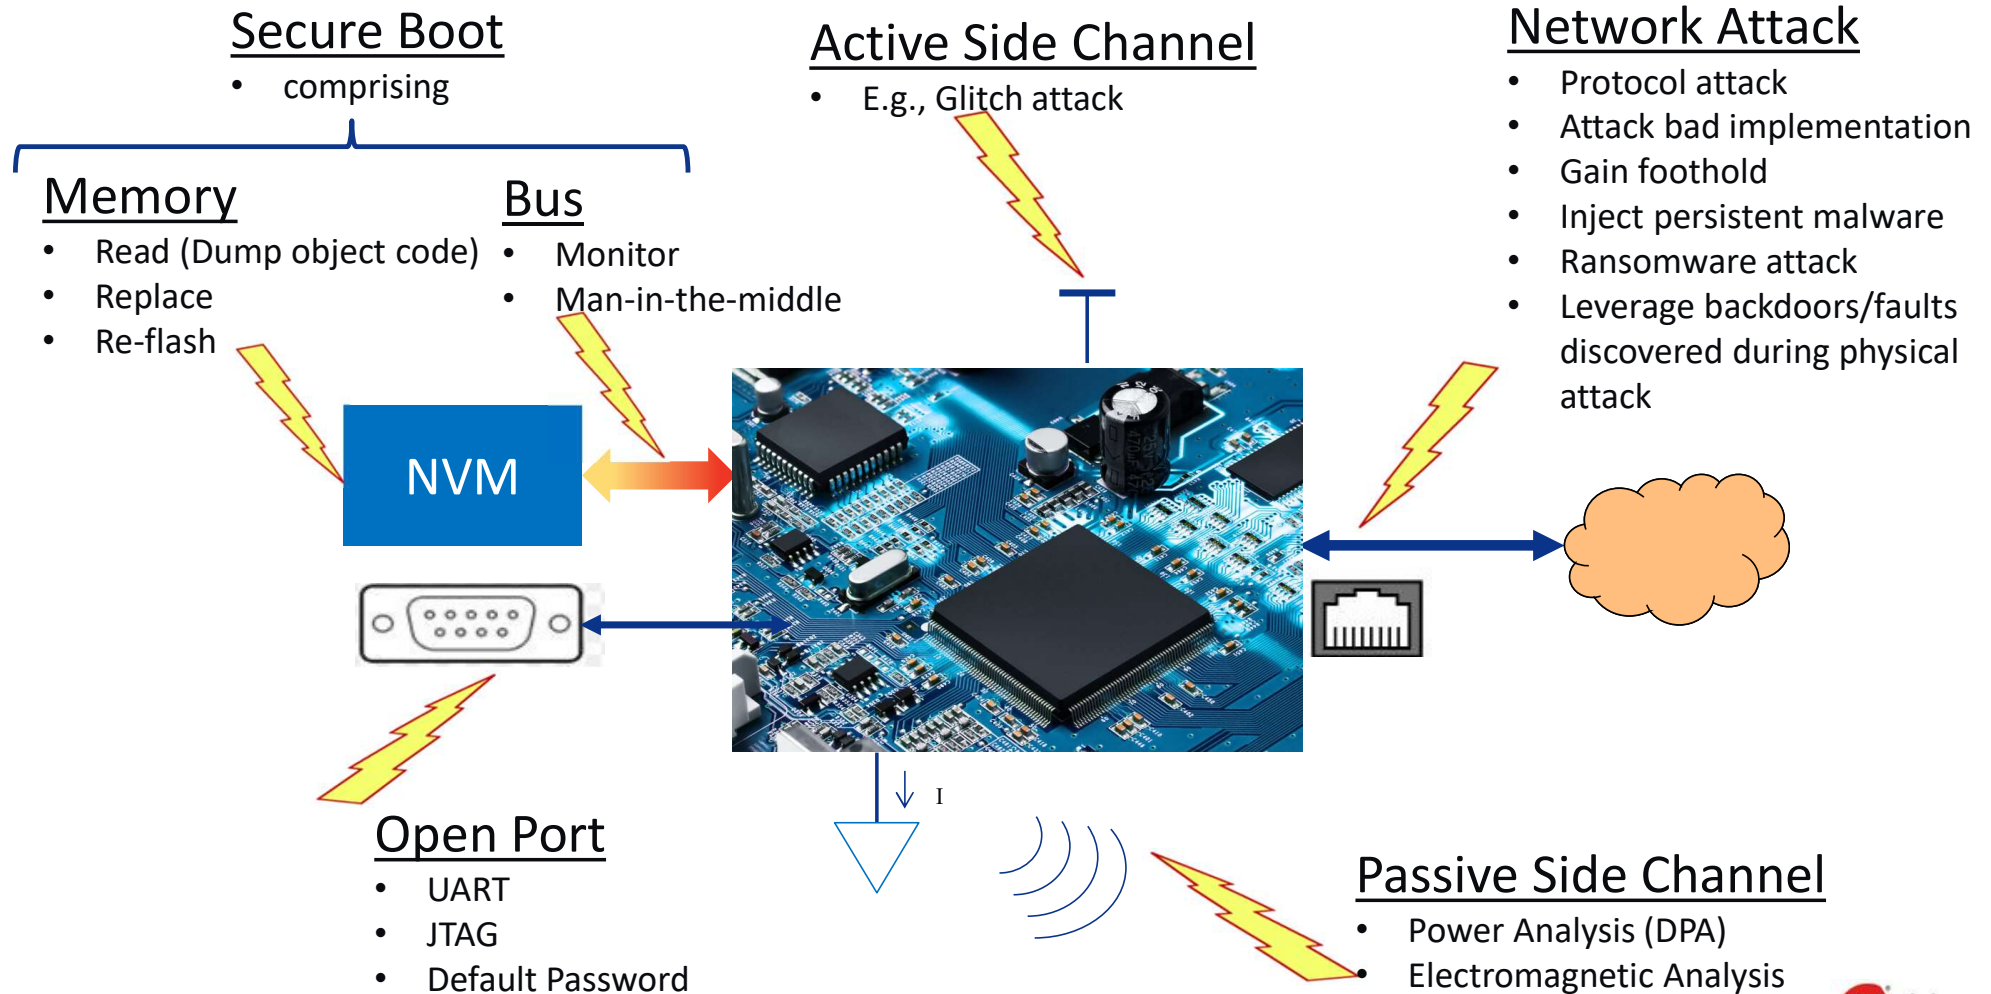 Secure Boot
• comprising
Memory
• Read (Dump object code)
• Replace
• Re-flash
Bus
• Monitor
• Man-in-the-middle
Active Side Channel
• E.g., Glitch attack
Network Attack
• Protocol attack
• Attack bad implementation
• Gain foothold
• Inject persistent malware
• Ransomware attack
• Leverage backdoors/faults
discovered during physical
attack
NVM
I
Open Port
• UART
• JTAG
• Default Password
Passive Side Channel
• Power Analysis (DPA)
• Electromagnetic Analysis